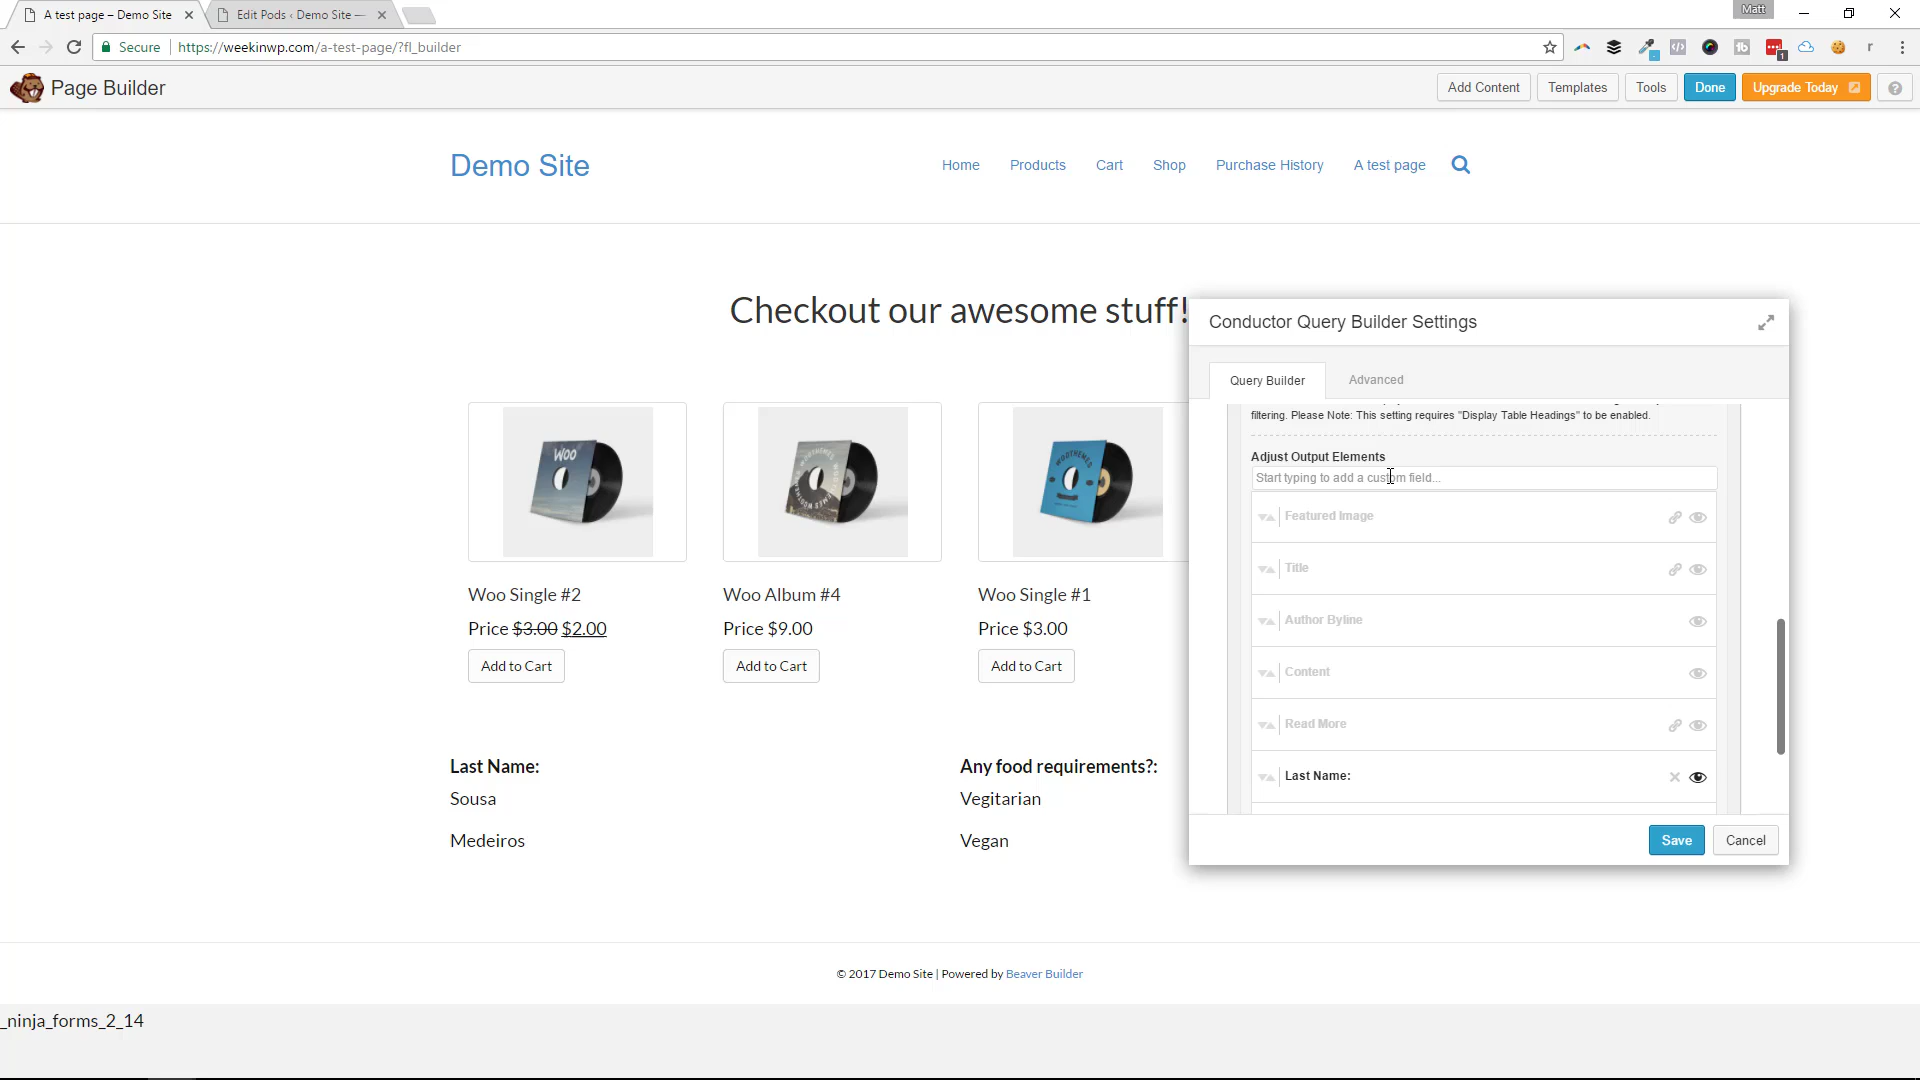 A test page – Demo Site
Edit Pods ‹ Demo Site —
Matt
Secure
https://weekinwp.com/a-test-page/?fl_builder
Page Builder
Add Content
Templates
Tools
Done
Upgrade Today
Demo Site
Home
Products
Cart
Shop
Purchase History
A test page
Checkout our awesome stuff!
WOO
Woo Single #2
Price $3.00 $2.00
Add to Cart
Woo Album #4
Price $9.00
Add to Cart
Woo Single #1
Price $3.00
Add to Cart
Last Name:
Sousa
Medeiros
Any food requirements?:
Vegitarian
Vegan
Conductor Query Builder Settings
Query Builder
Advanced
filtering. Please Note: This setting requires "Display Table Headings" to be enabled.
Adjust Output Elements
Start typing to add a custom field...
Featured Image
Title
Author Byline
Content
Read More
Last Name:
Save
Cancel
© 2017 Demo Site | Powered by Beaver Builder
_ninja_forms_2_14